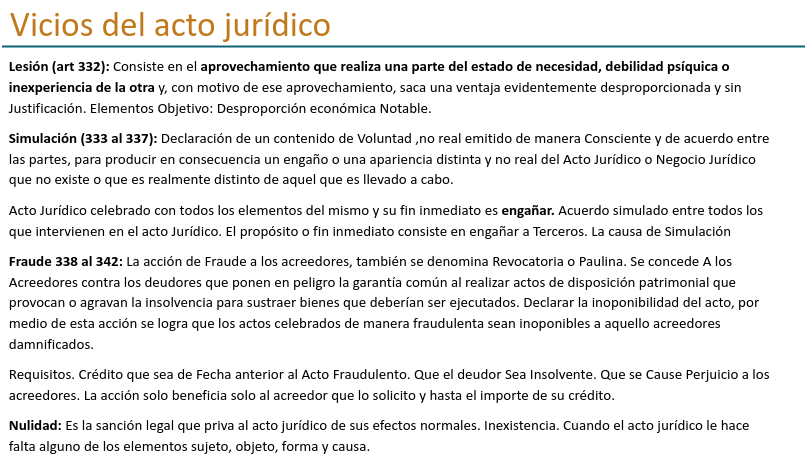 Vicios del acto jurídico
Lesión (art 332): Consiste en el aprovechamiento que realiza una parte del estado de necesidad, debilidad psíquica o
inexperiencia de la otra y, con motivo de ese aprovechamiento, saca una ventaja evidentemente desproporcionada y sin
Justificación. Elementos Objetivo: Desproporción económica Notable.
Simulación (333 al 337): Declaración de un contenido de Voluntad ,no real emitido de manera Consciente y de acuerdo entre
las partes, para producir en consecuencia un engaño o una apariencia distinta y no real del Acto Jurídico o Negocio Jurídico
que no existe o que es realmente distinto de aquel que es llevado a cabo.
Acto Jurídico celebrado con todos los elementos del mismo y su fin inmediato es engañar. Acuerdo simulado entre todos los
que intervienen en el acto Jurídico. El propósito o fin inmediato consiste en engañar a Terceros. La causa de Simulación
Fraude 338 al 342: La acción de Fraude a los acreedores, también se denomina Revocatoria o Paulina. Se concede A los
Acreedores contra los deudores que ponen en peligro la garantía común al realizar actos de disposición patrimonial que
provocan o agravan la insolvencia para sustraer bienes que deberían ser ejecutados. Declarar la inoponibilidad del acto, por
medio de esta acción se logra que los actos celebrados de manera fraudulenta sean inoponibles a aquello acreedores
damnificados.
Requisitos. Crédito que sea de Fecha anterior al Acto Fraudulento. Que el deudor Sea Insolvente. Que se Cause Perjuicio a los
acreedores. La acción solo beneficia solo al acreedor que lo solicito y hasta el importe de su crédito.
Nulidad: Es la sanción legal que priva al acto jurídico de sus efectos normales. Inexistencia. Cuando el acto jurídico le hace
falta alguno de los elementos sujeto, objeto, forma y causa.